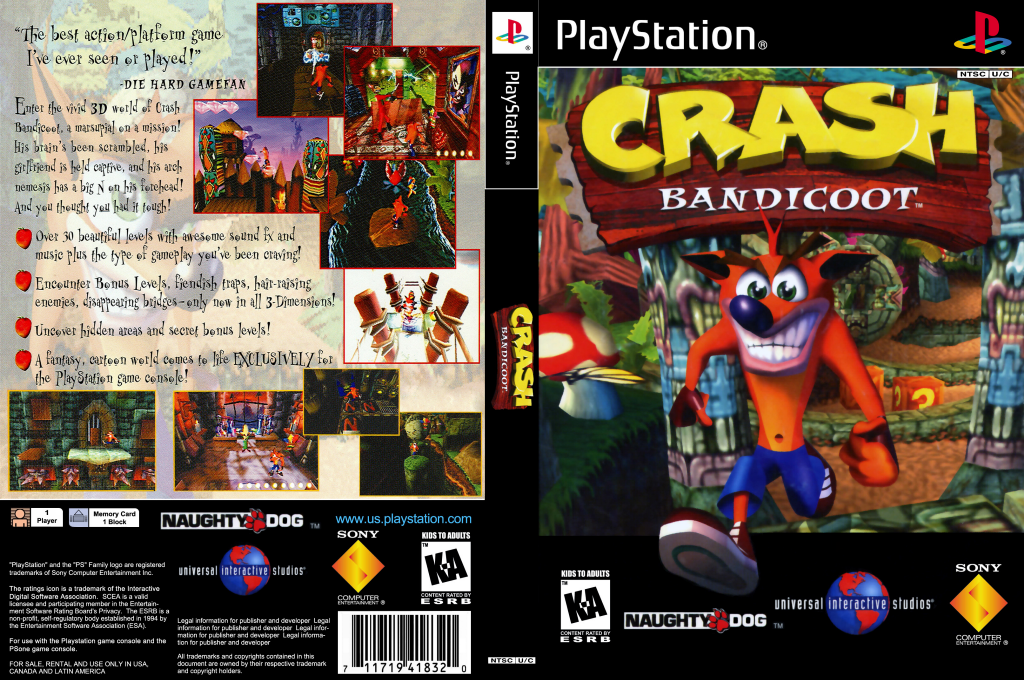 “The best action/platform game
I've ever seen or played!”
-DIE HARD GAMEFAN
Enter the vivid 3D world of Crash
Bandicoot, a marsupial on a mission!
His brain's been scrambled, his
girlfriend is held captive, and his arch
nemesis has a big N on his forehead!
And you thought you had it tough!
Over 30 beautiful levels with awesome sound fx and
music plus the type of gameplay you've been craving!
Encounter Bonus Levels, fiendish traps, hair-raising
enemies, disappearing bridges-only now in all 3-Dimensions!
Uncover hidden areas and secret bonus levels!
A fantasy, cartoon world comes to life EXCLUSIVELY for
the PlayStation game console!
1
Player
Memory Card
1 Block
NAUGHTY DOG TM
www.us.playstation.com
"PlayStation" and the "PS" Family logo are registered
trademarks of Sony Computer Entertainment Inc.
The ratings icon is a trademark of the Interactive
Digital Software Association. SCEA is a valid
licensee and participating member in the Entertain-
ment Software Rating Board's Privacy. The ESRB is a
non-profit, self-regulatory body established in 1994 by
the Entertainment Software Association (ESA).
For use with the Playstation game console and the
PSone game console.
FOR SALE, RENTAL AND USE ONLY IN USA,
CANADA AND LATIN AMERICA
universal interactive studios®
Legal information for publisher and developer Legal
information for publisher and developer Legal infor-
mation for publisher and developer Legal informa-
tion for publisher and developer
All trademarks and copyrights contained in this
document are owned by their respective trademark
and copyright holders.
SONY
COMPUTER
ENTERTAINMENT ®
KIDS TO ADULTS
TM
K-A
CONTENT RATED BY
ESRB
7 11719 41832 0
PlayStation®
CRASH
BANDICOOT
NTSC U/C
PlayStation®
NTSC U/C
CRASH
BANDICOOT™
?
KIDS TO ADULTS
TM
K-A
CONTENT RATED BY
ESRB
NAUGHTY DOG TM
universal interactive studios®
SONY
COMPUTER
ENTERTAINMENT ®